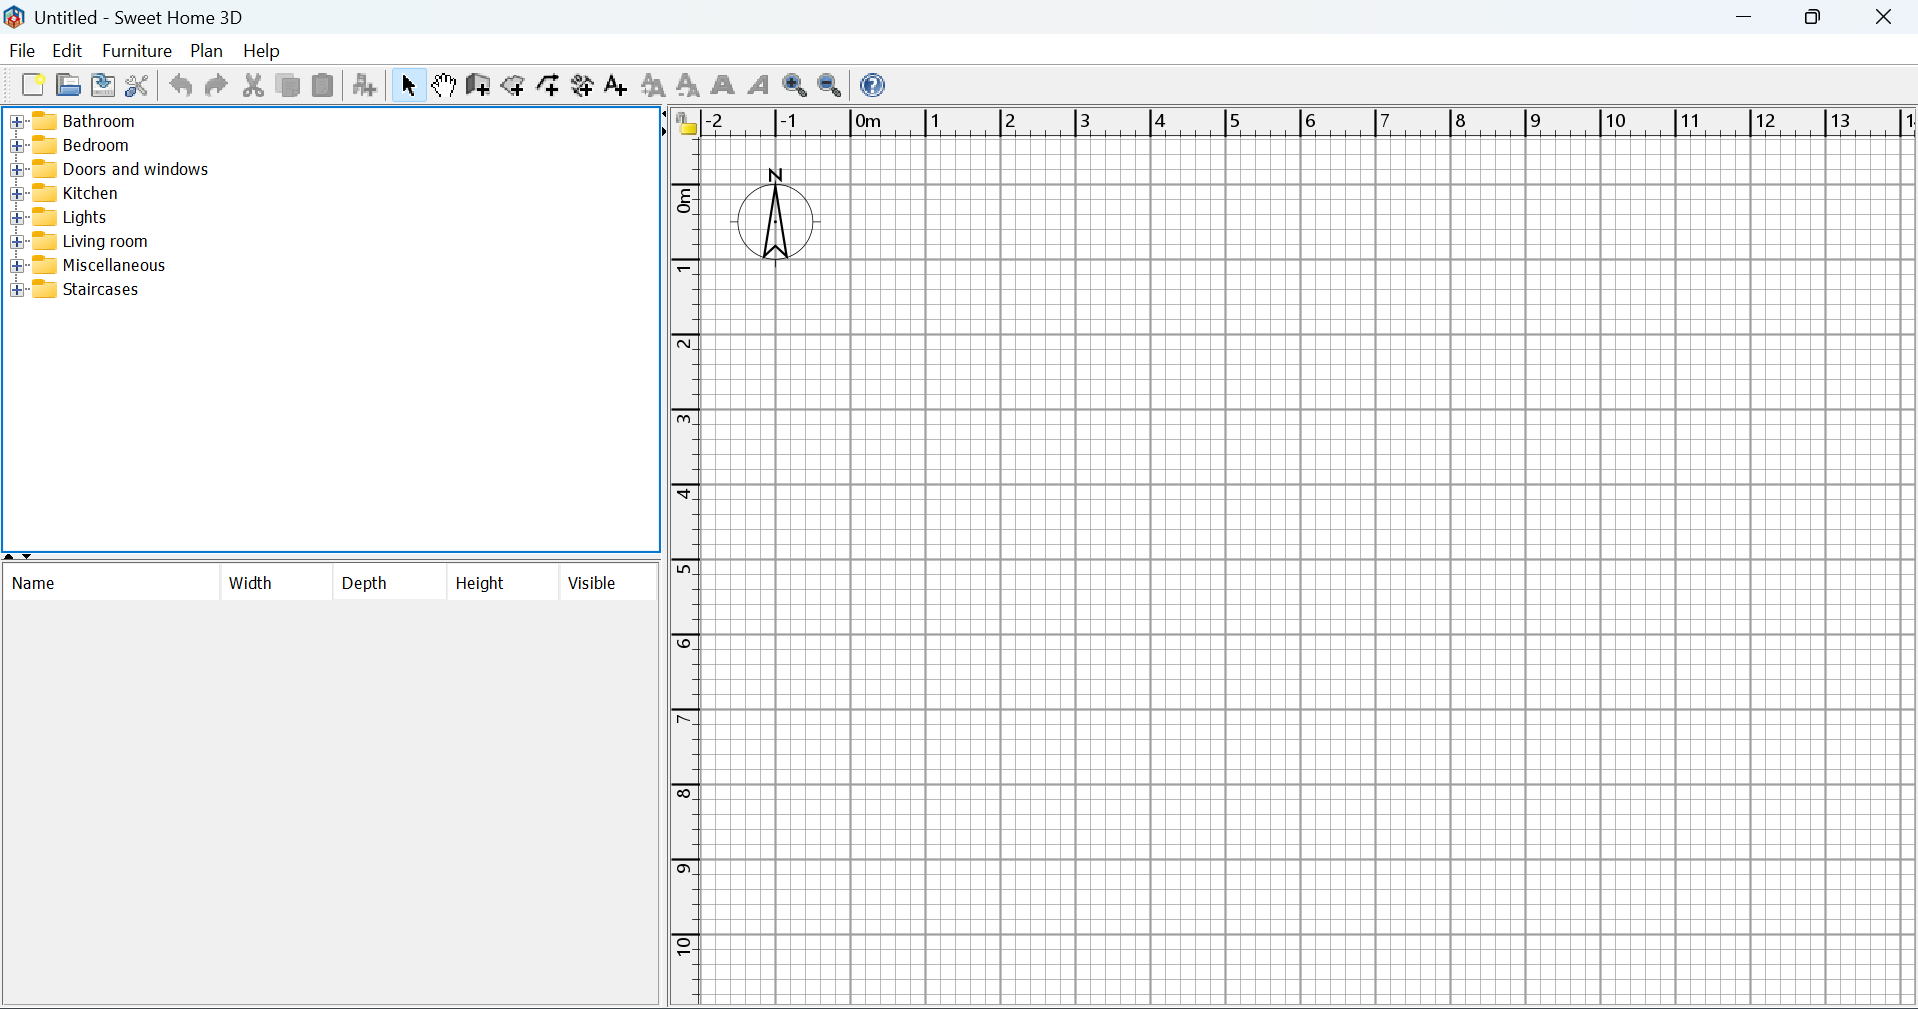 Untitled - Sweet Home 3D
File Edit Furniture Plan Help
Bathroom
Bedroom
Doors and windows
Kitchen
Lights
Living room
Miscellaneous
Staircases
Name Width Depth Height Visible
-2 -1 0m 1 2 3 4 5 6 7 8 9 10 11 12 13
N
0m
1
2
3
4
5
6
7
8
9
10